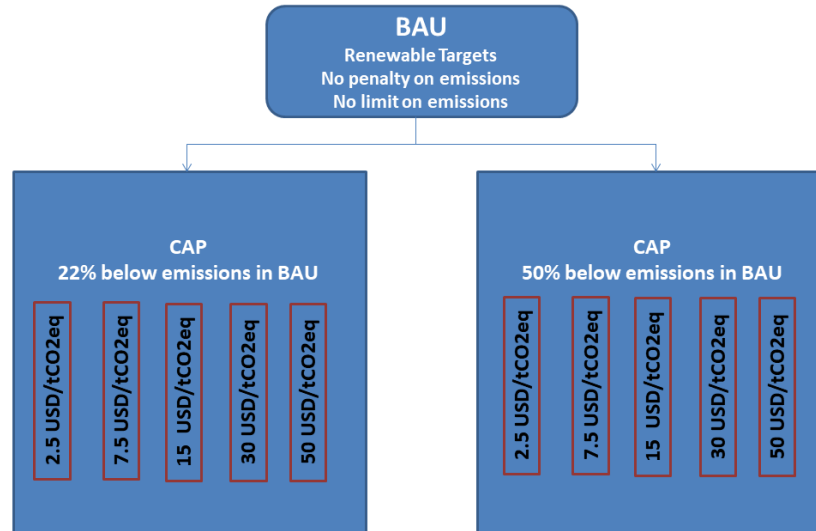 BAU
Renewable Targets
No penalty on emissions
No limit on emissions
CAP
22% below emissions in BAU
2.5 USD/tCO2eq
7.5 USD/tCO2eq
15  USD/tCO2eq
30 USD/tCO2eq
50 USD/tCO2eq
CAP
50% below emissions in BAU
2.5 USD/tCO2eq
7.5 USD/tCO2eq
15  USD/tCO2eq
30 USD/tCO2eq
50 USD/tCO2eq